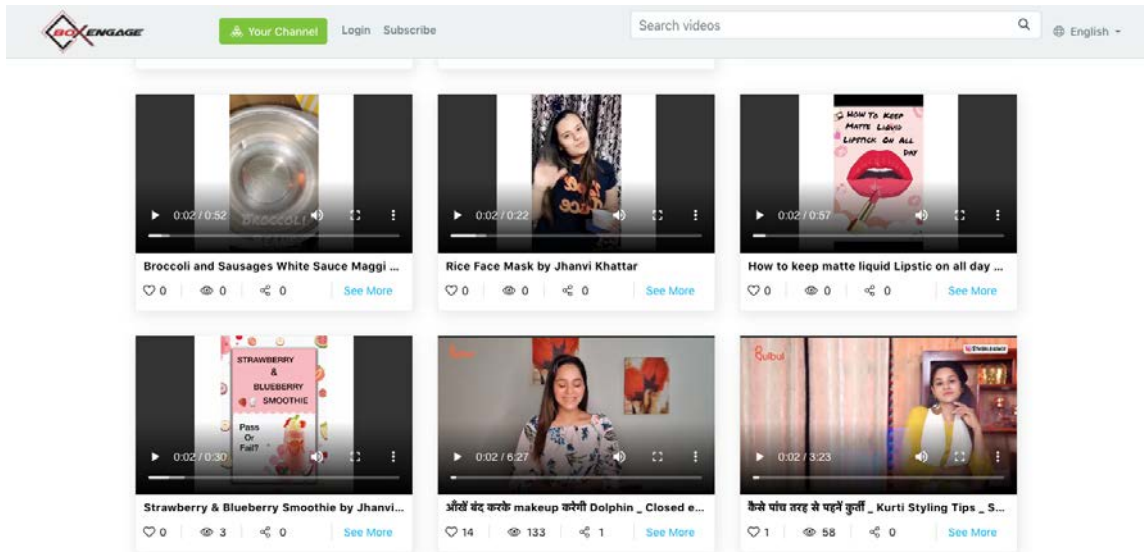 BOXENGAGE
Your Channel
Login
Subscribe
Search videos
English
0:02 / 0:52
BROCCOLI
Broccoli and Sausages White Sauce Maggi ...
0
0
0
See More
0:02 / 0:22
Rice Face Mask by Jhanvi Khattar
0
0
0
See More
HOW TO KEEP
MATTE LIQUID
LIPSTICK ON ALL
DAY
0:02 / 0:57
How to keep matte liquid Lipstic on all day ...
0
0
0
See More
STRAWBERRY
&
BLUEBERRY
SMOOTHIE
Pass
Or
Fail?
0:02 / 0:30
Strawberry & Blueberry Smoothie by Jhanvi...
0
3
0
See More
Bulbul
0:02 / 6:27
आँखें बंद करके makeup करेगी Dolphin _ Closed e...
14
133
1
See More
Bulbul
0:02 / 3:23
कैसे पांच तरह से पहनें कुर्ती _ Kurti Styling Tips _ S...
1
58
0
See More